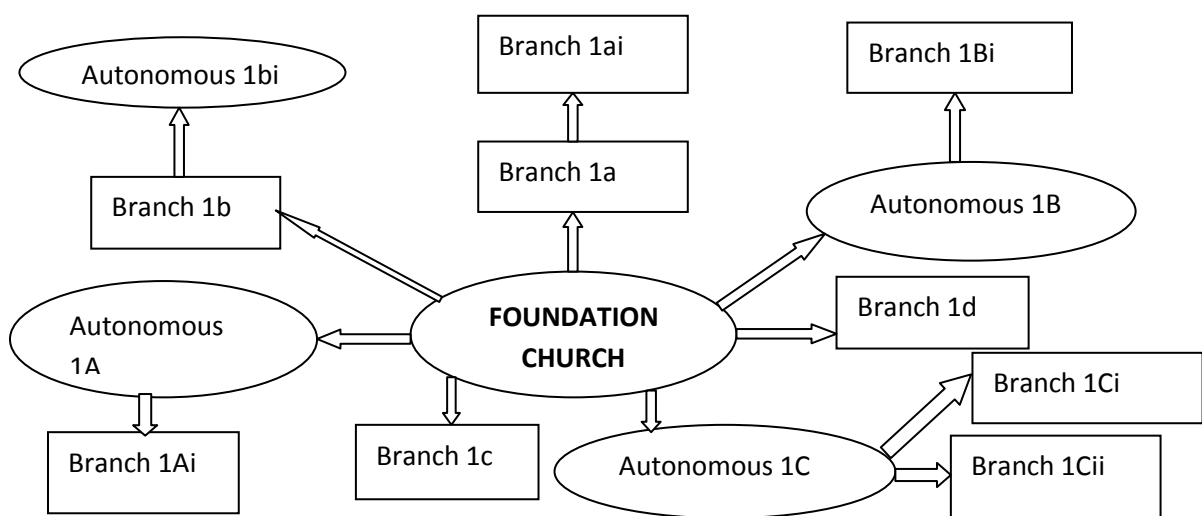 Branch 1ai
Branch 1Bi
Autonomous 1bi
Branch 1a
Branch 1b
Autonomous 1B
Branch 1d
FOUNDATION
CHURCH
Autonomous
1A
Branch 1Ci
Branch 1Ai
Branch 1c
Autonomous 1C
Branch 1Cii